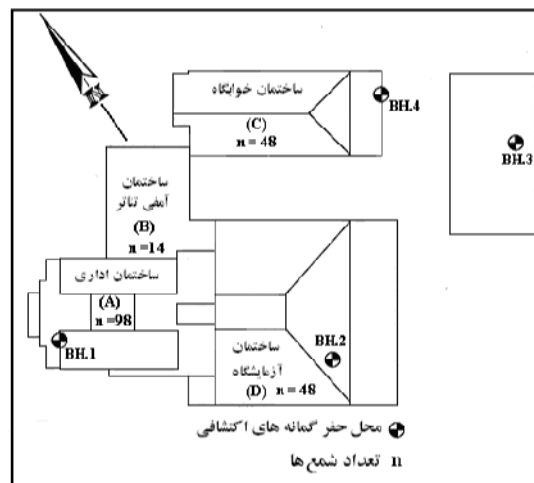 ساختمان خوابگاه
(C)
n = 48
BH.4
BH.3
ساختمان
آمفی تئاتر
(B)
n =14
ساختمان اداری
(A)
n =98
BH.1
BH.2
ساختمان
آزمایشگاه
(D) n = 48
محل حفر گمانه های اکتشافی
n تعداد شمع ها